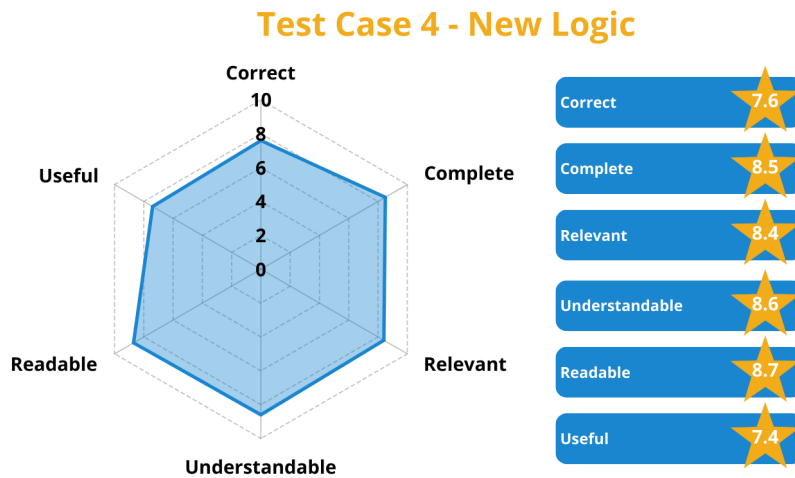 Test Case 4 - New Logic
Correct
10
8
6
4
2
0
Useful
Complete
Readable
Relevant
Understandable
Correct 7.6
Complete 8.5
Relevant 8.4
Understandable 8.6
Readable 8.7
Useful 7.4